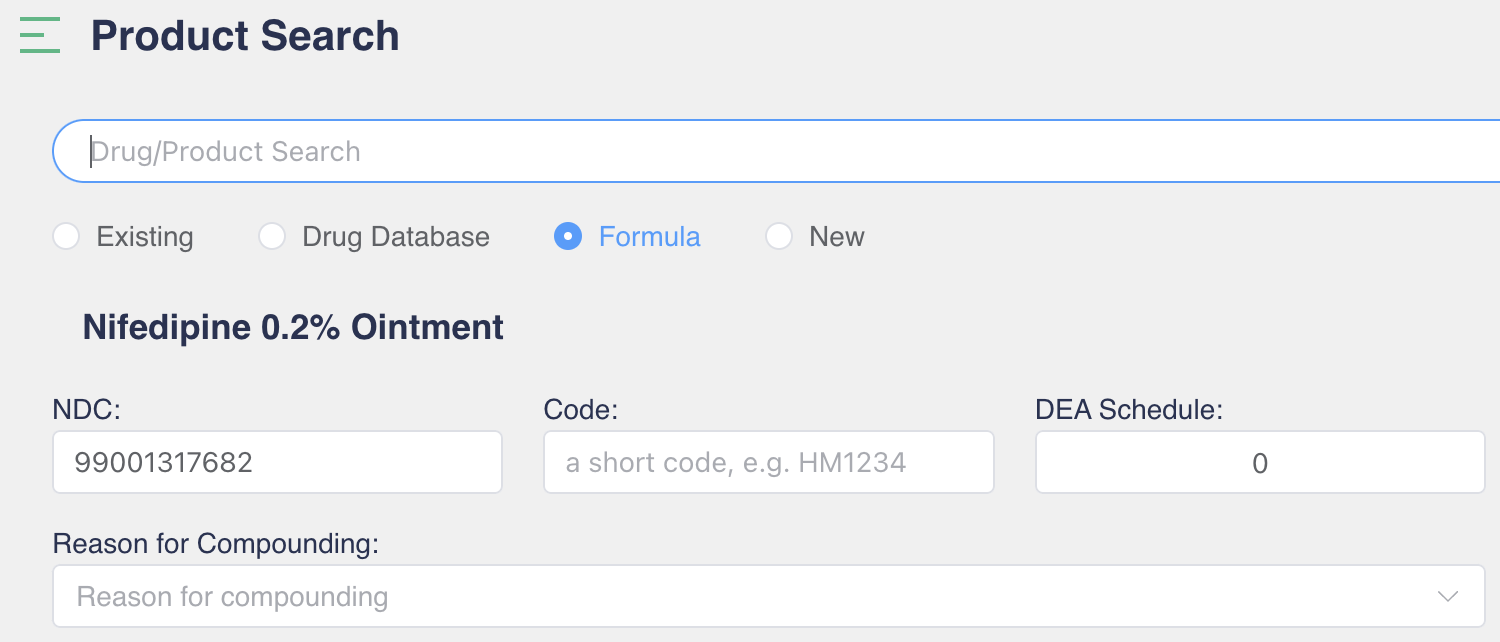 Product Search
Drug/Product Search
Existing Drug Database Formula New
Nifedipine 0.2% Ointment
NDC: Code: DEA Schedule:
99001317682 a short code, e.g. HM1234 0
Reason for Compounding:
Reason for compounding